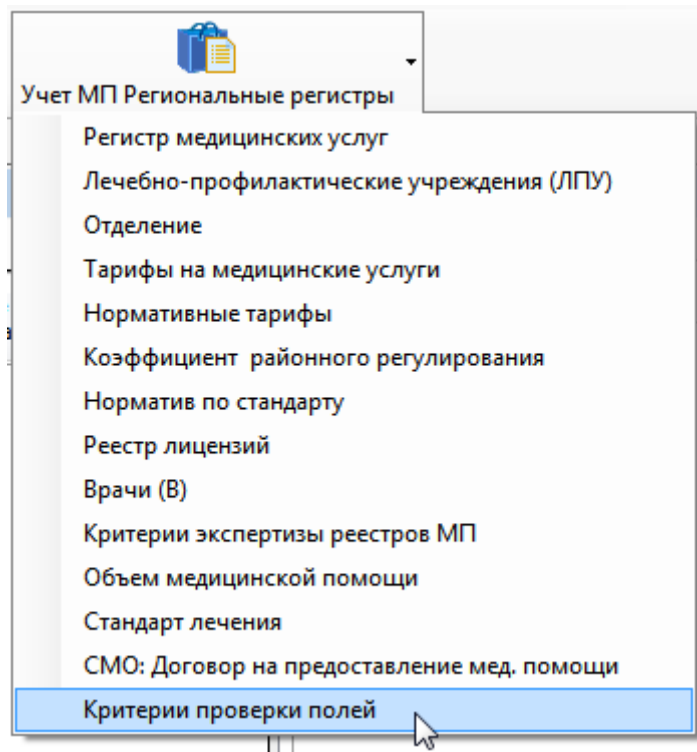 Учет МП Региональные регистры
Регистр медицинских услуг
Лечебно-профилактические учреждения (ЛПУ)
Отделение
Тарифы на медицинские услуги
Нормативные тарифы
Коэффициент  районного регулирования
Норматив по стандарту
Реестр лицензий
Врачи (В)
Критерии экспертизы реестров МП
Объем медицинской помощи
Стандарт лечения
СМО: Договор на предоставление мед. помощи
Критерии проверки полей